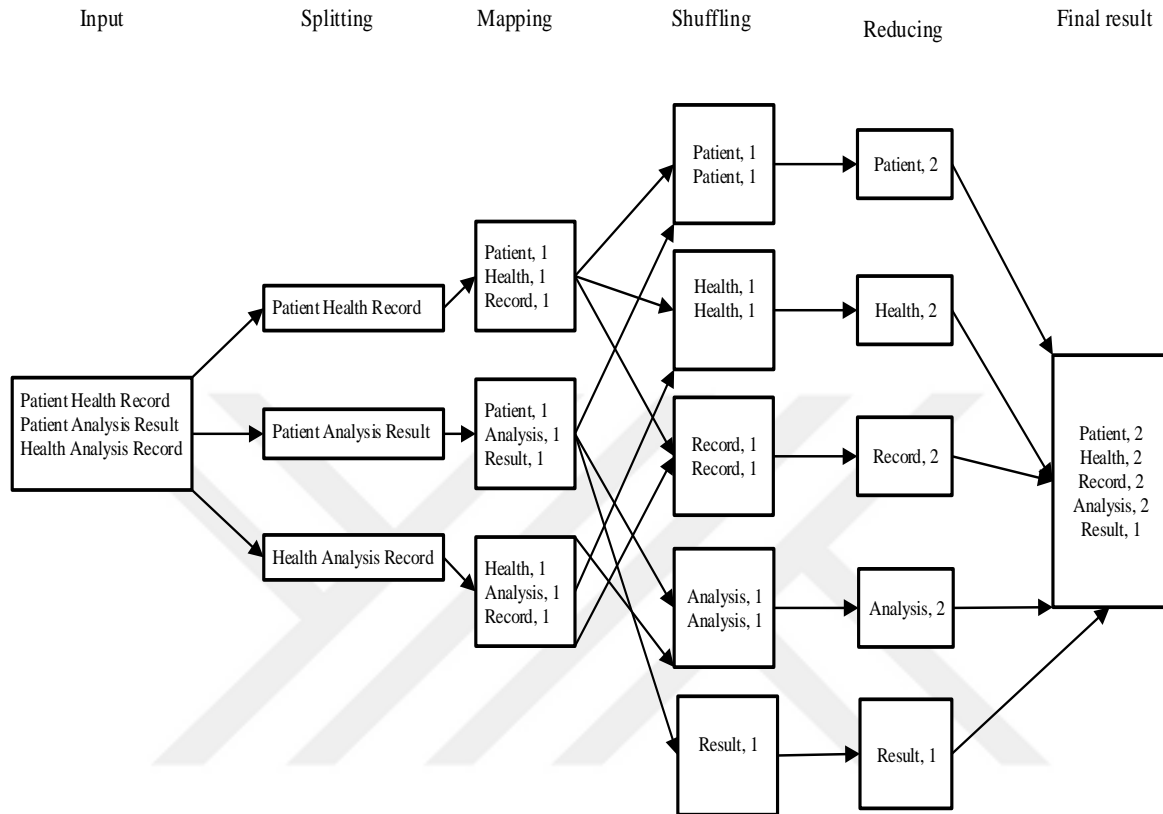 Input
Splitting
Mapping
Shuffling
Reducing
Final result
Patient Health Record
Patient Analysis Result
Health Analysis Record
Patient Health Record
Patient Analysis Result
Health Analysis Record
Patient, 1
Health, 1
Record, 1
Patient, 1
Analysis, 1
Result, 1
Health, 1
Analysis, 1
Record, 1
Patient, 1
Patient, 1
Health, 1
Health, 1
Record, 1
Record, 1
Analysis, 1
Analysis, 1
Result, 1
Patient, 2
Health, 2
Record, 2
Analysis, 2
Result, 1
Patient, 2
Health, 2
Record, 2
Analysis, 2
Result, 1